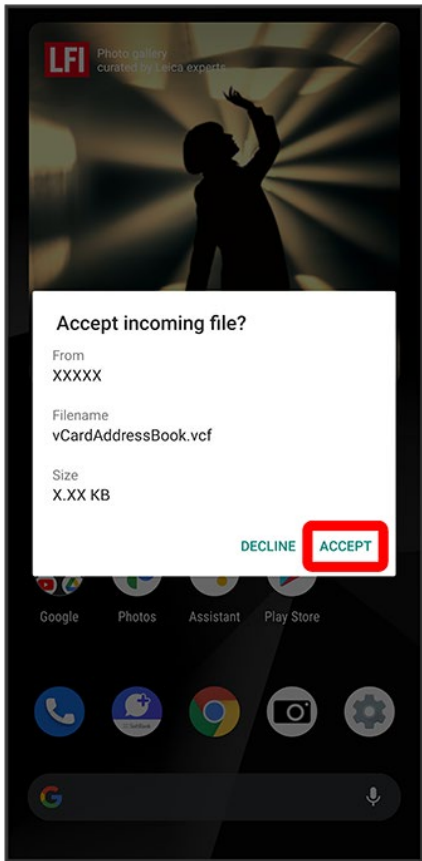 LFI
Photo gallery
curated by Leica experts
Accept incoming file?
From
XXXXX
Filename
vCardAddressBook.vcf
Size
X.XX KB
DECLINE ACCEPT
Google Photos Assistant Play Store
G